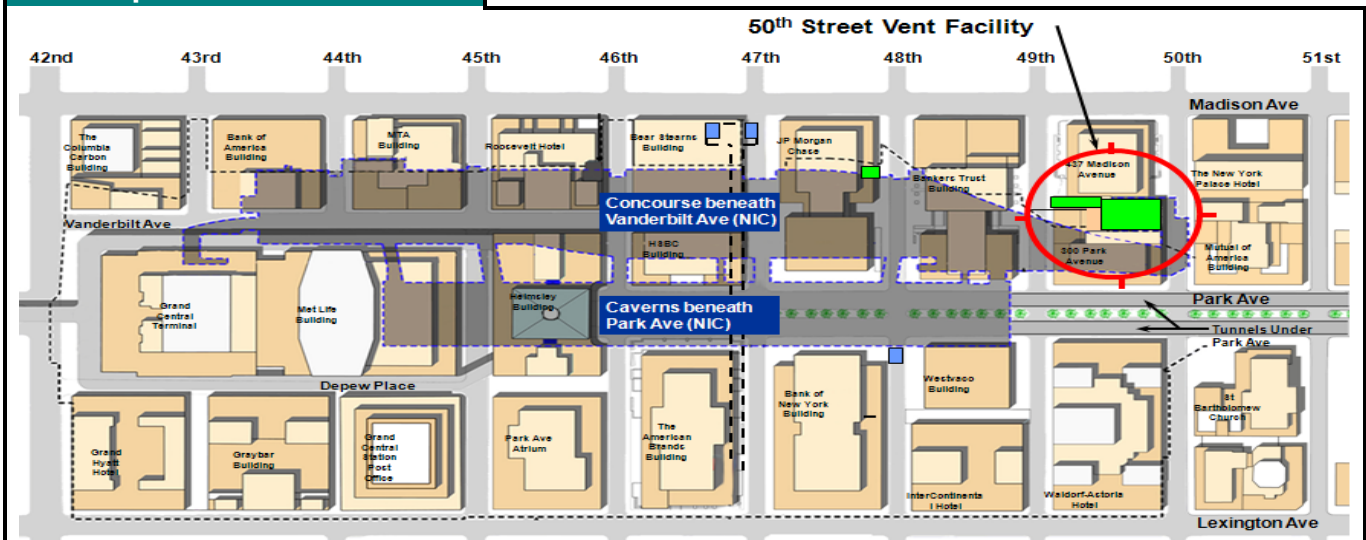 50th Street Vent Facility
42nd
43rd
44th
45th
46th
47th
48th
49th
50th
51st
Madison Ave
The
Columbia
Carbon
Building
Bank of
America
Building
MTA
Building
Roosevelt Hotel
Bear Stearns
Building
JP Morgan
Chase
Bankers Trust
Building
437 Madison
Avenue
The New York
Palace Hotel
Vanderbilt Ave
Concourse beneath
Vanderbilt Ave (NIC)
HSBC
Building
300 Park
Avenue
Mutual of
America
Building
Grand
Central
Terminal
Met Life
Building
Helmsley
Building
Caverns beneath
Park Ave (NIC)
Park Ave
Tunnels Under
Park Ave
Depew Place
Grand
Hyatt
Hotel
Graybar
Building
Grand
Central
Station
Post
Office
Park Ave
Atrium
The
American
Brands
Building
Bank of
New York
Building
Westvaco
Building
InterContinenta
l Hotel
Waldorf-Astoria
Hotel
St
Bartholomew
Church
Lexington Ave